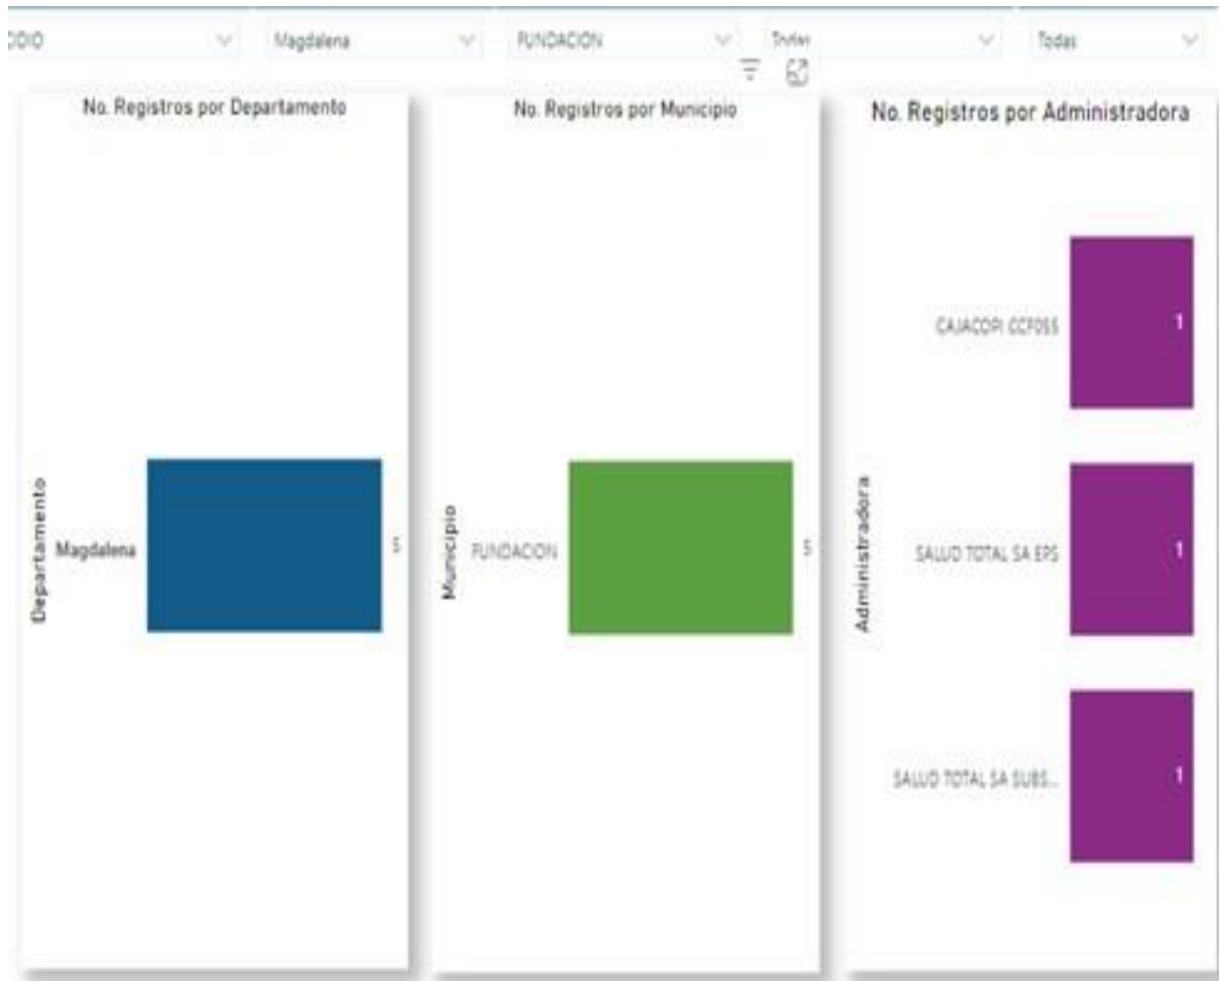 Magdalena
FUNDACION
Todas
No. Registros por Departamento
No. Registros por Municipio
No. Registros por Administradora
Departamento
Magdalena
5
Municipio
FUNDACION
5
Administradora
CAJACOPI CCF055
1
SALUD TOTAL SA EPS
1
SALUD TOTAL SA SUBS...
1